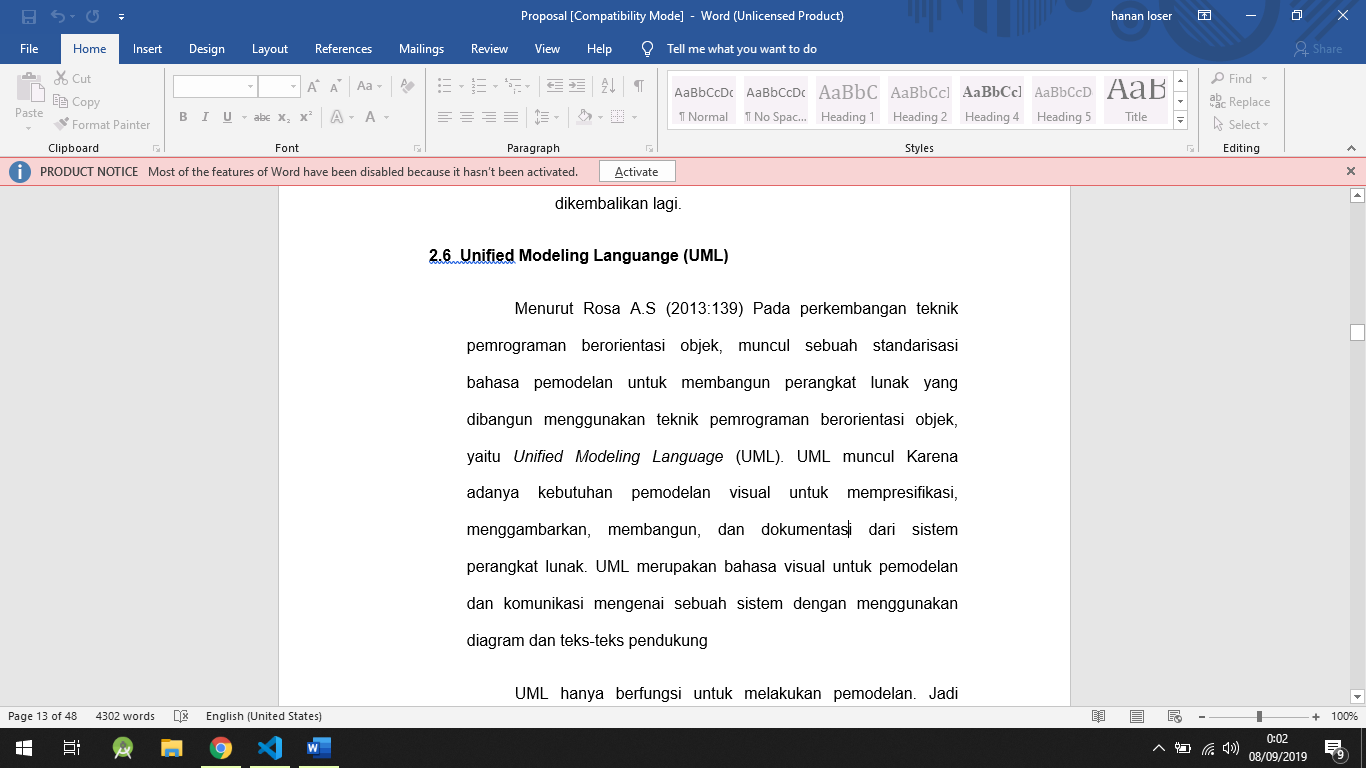 Proposal [Compatibility Mode] - Word (Unlicensed Product)
hanan loser
File Home Insert Design Layout References Mailings Review View Help Tell me what you want to do Share
Paste
Cut
Copy
Format Painter
Clipboard
Font
Paragraph
AaBbCcDc AaBbCcDc AaBbC AaBbCcI AaBbCcI AaBbCcD AaB
¶ Normal ¶ No Spac... Heading 1 Heading 2 Heading 4 Heading 5 Title
Styles
Find
Replace
Select
Editing
PRODUCT NOTICE Most of the features of Word have been disabled because it hasn't been activated. Activate
dikembalikan lagi.
2.6 Unified Modeling Languange (UML)
Menurut Rosa A.S (2013:139) Pada perkembangan teknik
pemrograman berorientasi objek, muncul sebuah standarisasi
bahasa pemodelan untuk membangun perangkat lunak yang
dibangun menggunakan teknik pemrograman berorientasi objek,
yaitu Unified Modeling Language (UML). UML muncul Karena
adanya kebutuhan pemodelan visual untuk mempresifikasi,
menggambarkan, membangun, dan dokumentasi dari sistem
perangkat lunak. UML merupakan bahasa visual untuk pemodelan
dan komunikasi mengenai sebuah sistem dengan menggunakan
diagram dan teks-teks pendukung
UML hanya berfungsi untuk melakukan pemodelan. Jadi
Page 13 of 48 4302 words English (United States) 100%
0:02
08/09/2019
9